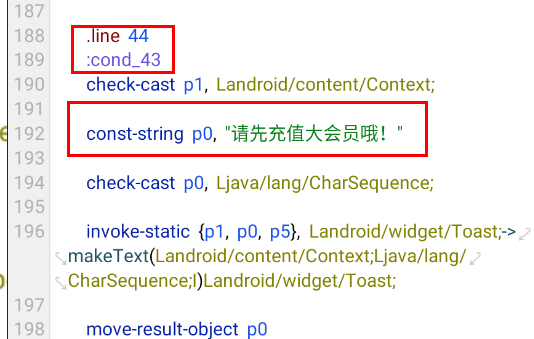 187
188 .line 44
189 :cond_43
190 check-cast p1, Landroid/content/Context;
191
192 const-string p0, "请先充值大会员哦！"
193
194 check-cast p0, Ljava/lang/CharSequence;
195
196 invoke-static {p1, p0, p5}, Landroid/widget/Toast;->
makeText(Landroid/content/Context;Ljava/lang/
CharSequence;I)Landroid/widget/Toast;
197
198 move-result-object p0